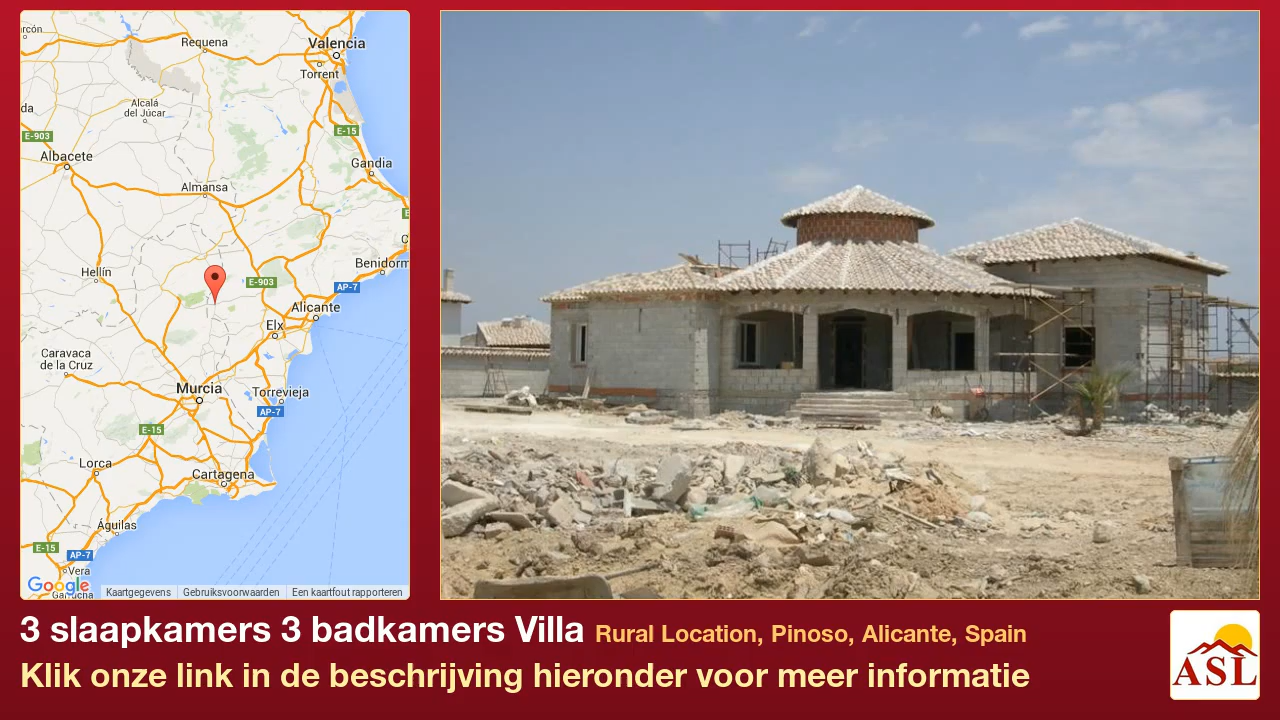 rcón
Requena
Valencia
Torrent
Alcalá
del Júcar
da
E-903
E-15
Albacete
Gandia
Almansa
E
C
Hellín
Benidorm
E-903
AP-7
Alicante
Elx
Caravaca
de la Cruz
Murcia
Torrevieja
AP-7
E-15
Lorca
Cartagena
Águilas
E-15
AP-7
Vera
Google
Garrucha
Kaartgegevens
Gebruiksvoorwaarden
Een kaartfout rapporteren
3 slaapkamers 3 badkamers Villa Rural Location, Pinoso, Alicante, Spain
Klik onze link in de beschrijving hieronder voor meer informatie
ASL